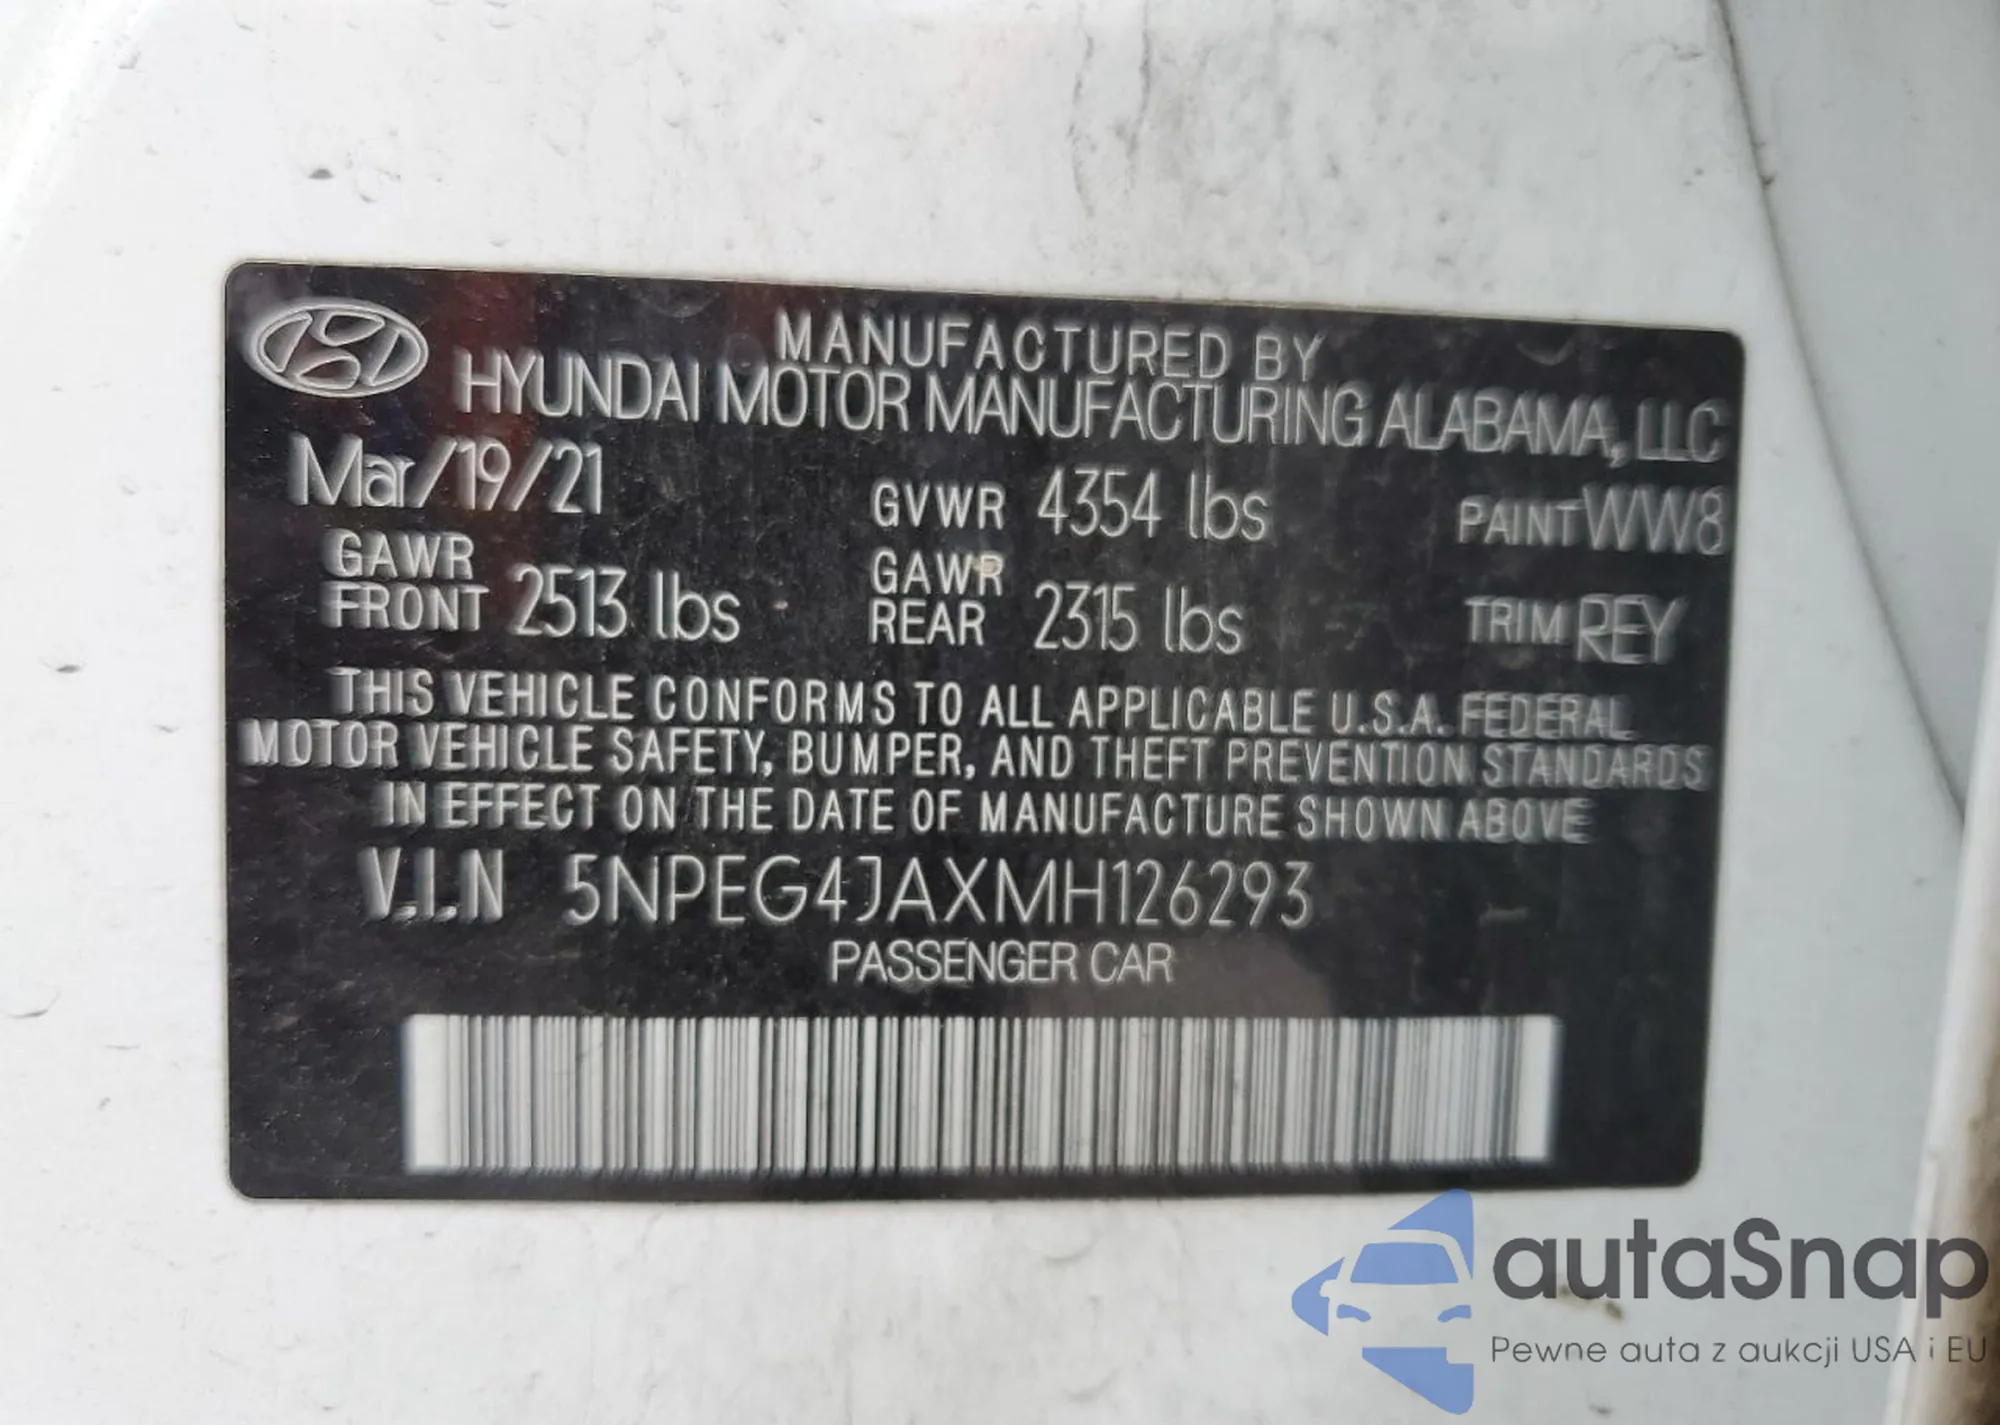 MANUFACTURED BY
HYUNDAI MOTOR MANUFACTURING ALABAMA, LLC
Mar/19/21 GVWR 4354 lbs PAINT WW8
GAWR FRONT 2513 lbs GAWR REAR 2315 lbs TRIM REY
THIS VEHICLE CONFORMS TO ALL APPLICABLE U.S.A. FEDERAL
MOTOR VEHICLE SAFETY, BUMPER, AND THEFT PREVENTION STANDARDS
IN EFFECT ON THE DATE OF MANUFACTURE SHOWN ABOVE
V.I.N 5NPEG4JAXMH126293
PASSENGER CAR
autaSnap
Pewne auta z aukcji USA i EU